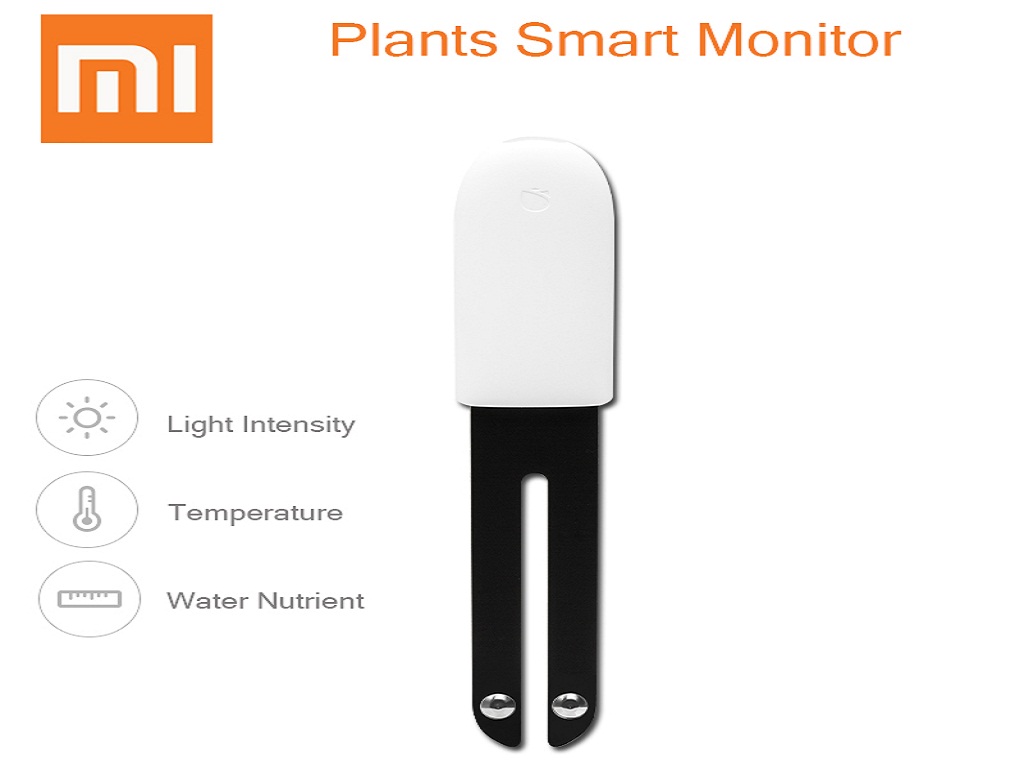 mi
Plants Smart Monitor
Light Intensity
Temperature
Water Nutrient